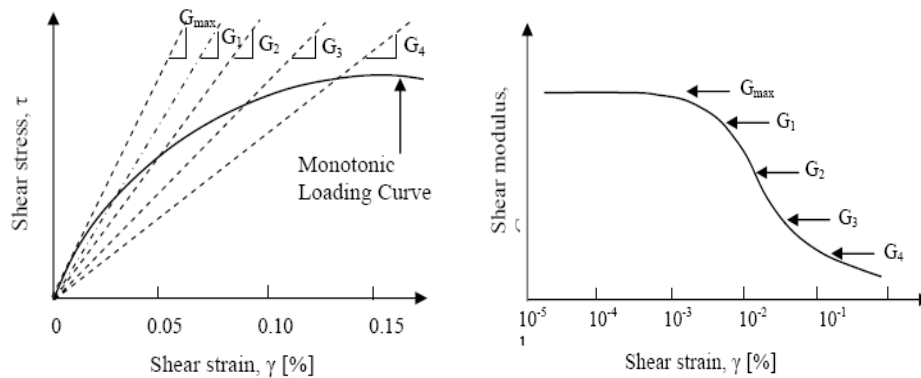 Gmax
G1
G2
G3
G4
Shear stress, τ
Monotonic
Loading Curve
0
0.05
0.10
0.15
Shear strain, γ [%]
Shear modulus,
Gmax
G1
G2
G3
G4
10-5
10-4
10-3
10-2
10-1
1
Shear strain, γ [%]